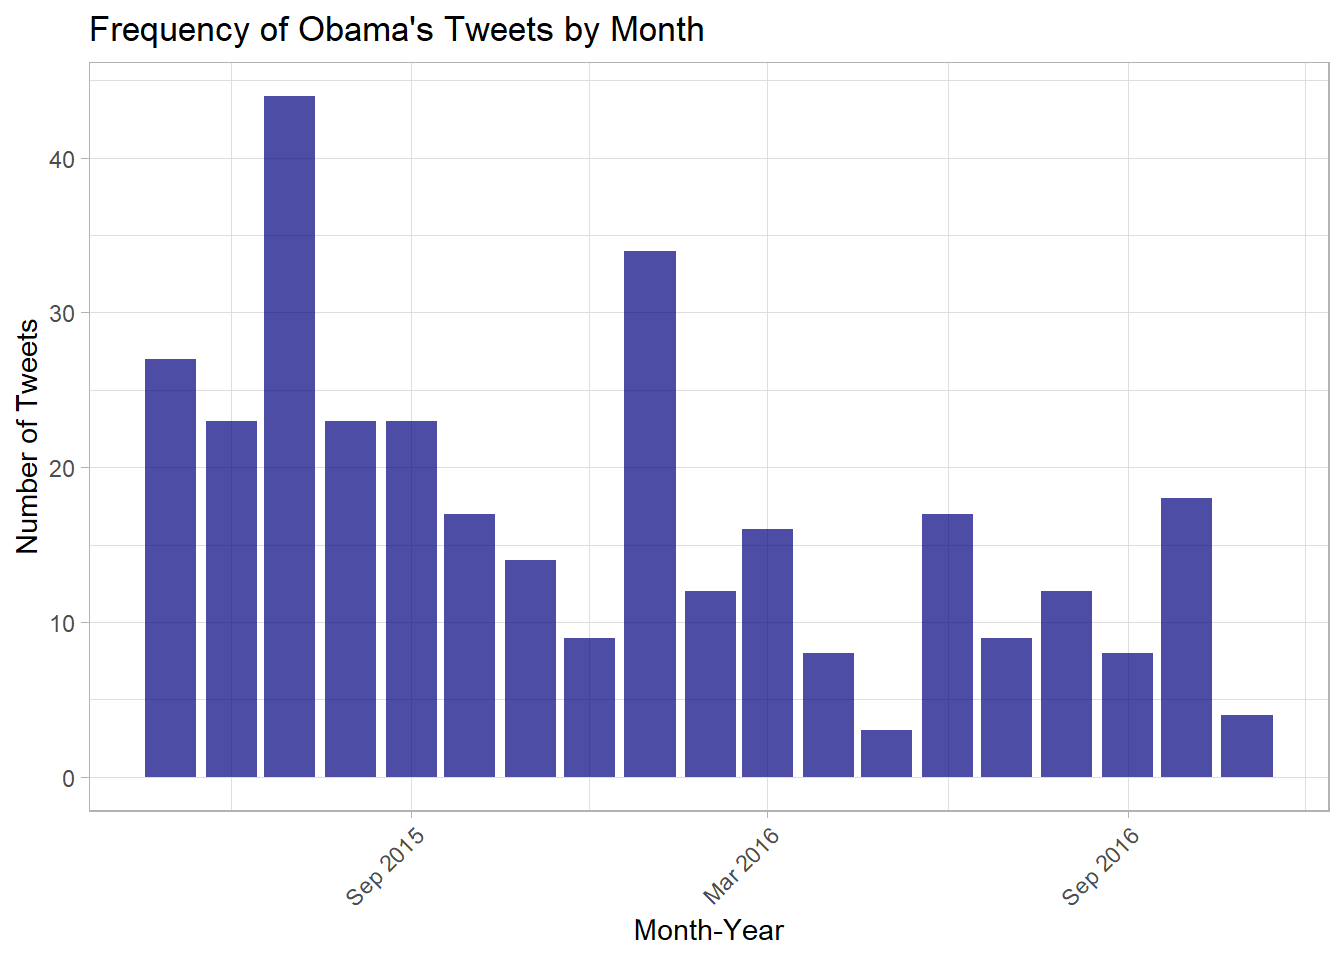 Frequency of Obama's Tweets by Month
Number of Tweets
40
30
20
10
0
Sep 2015
Mar 2016
Sep 2016
Month-Year